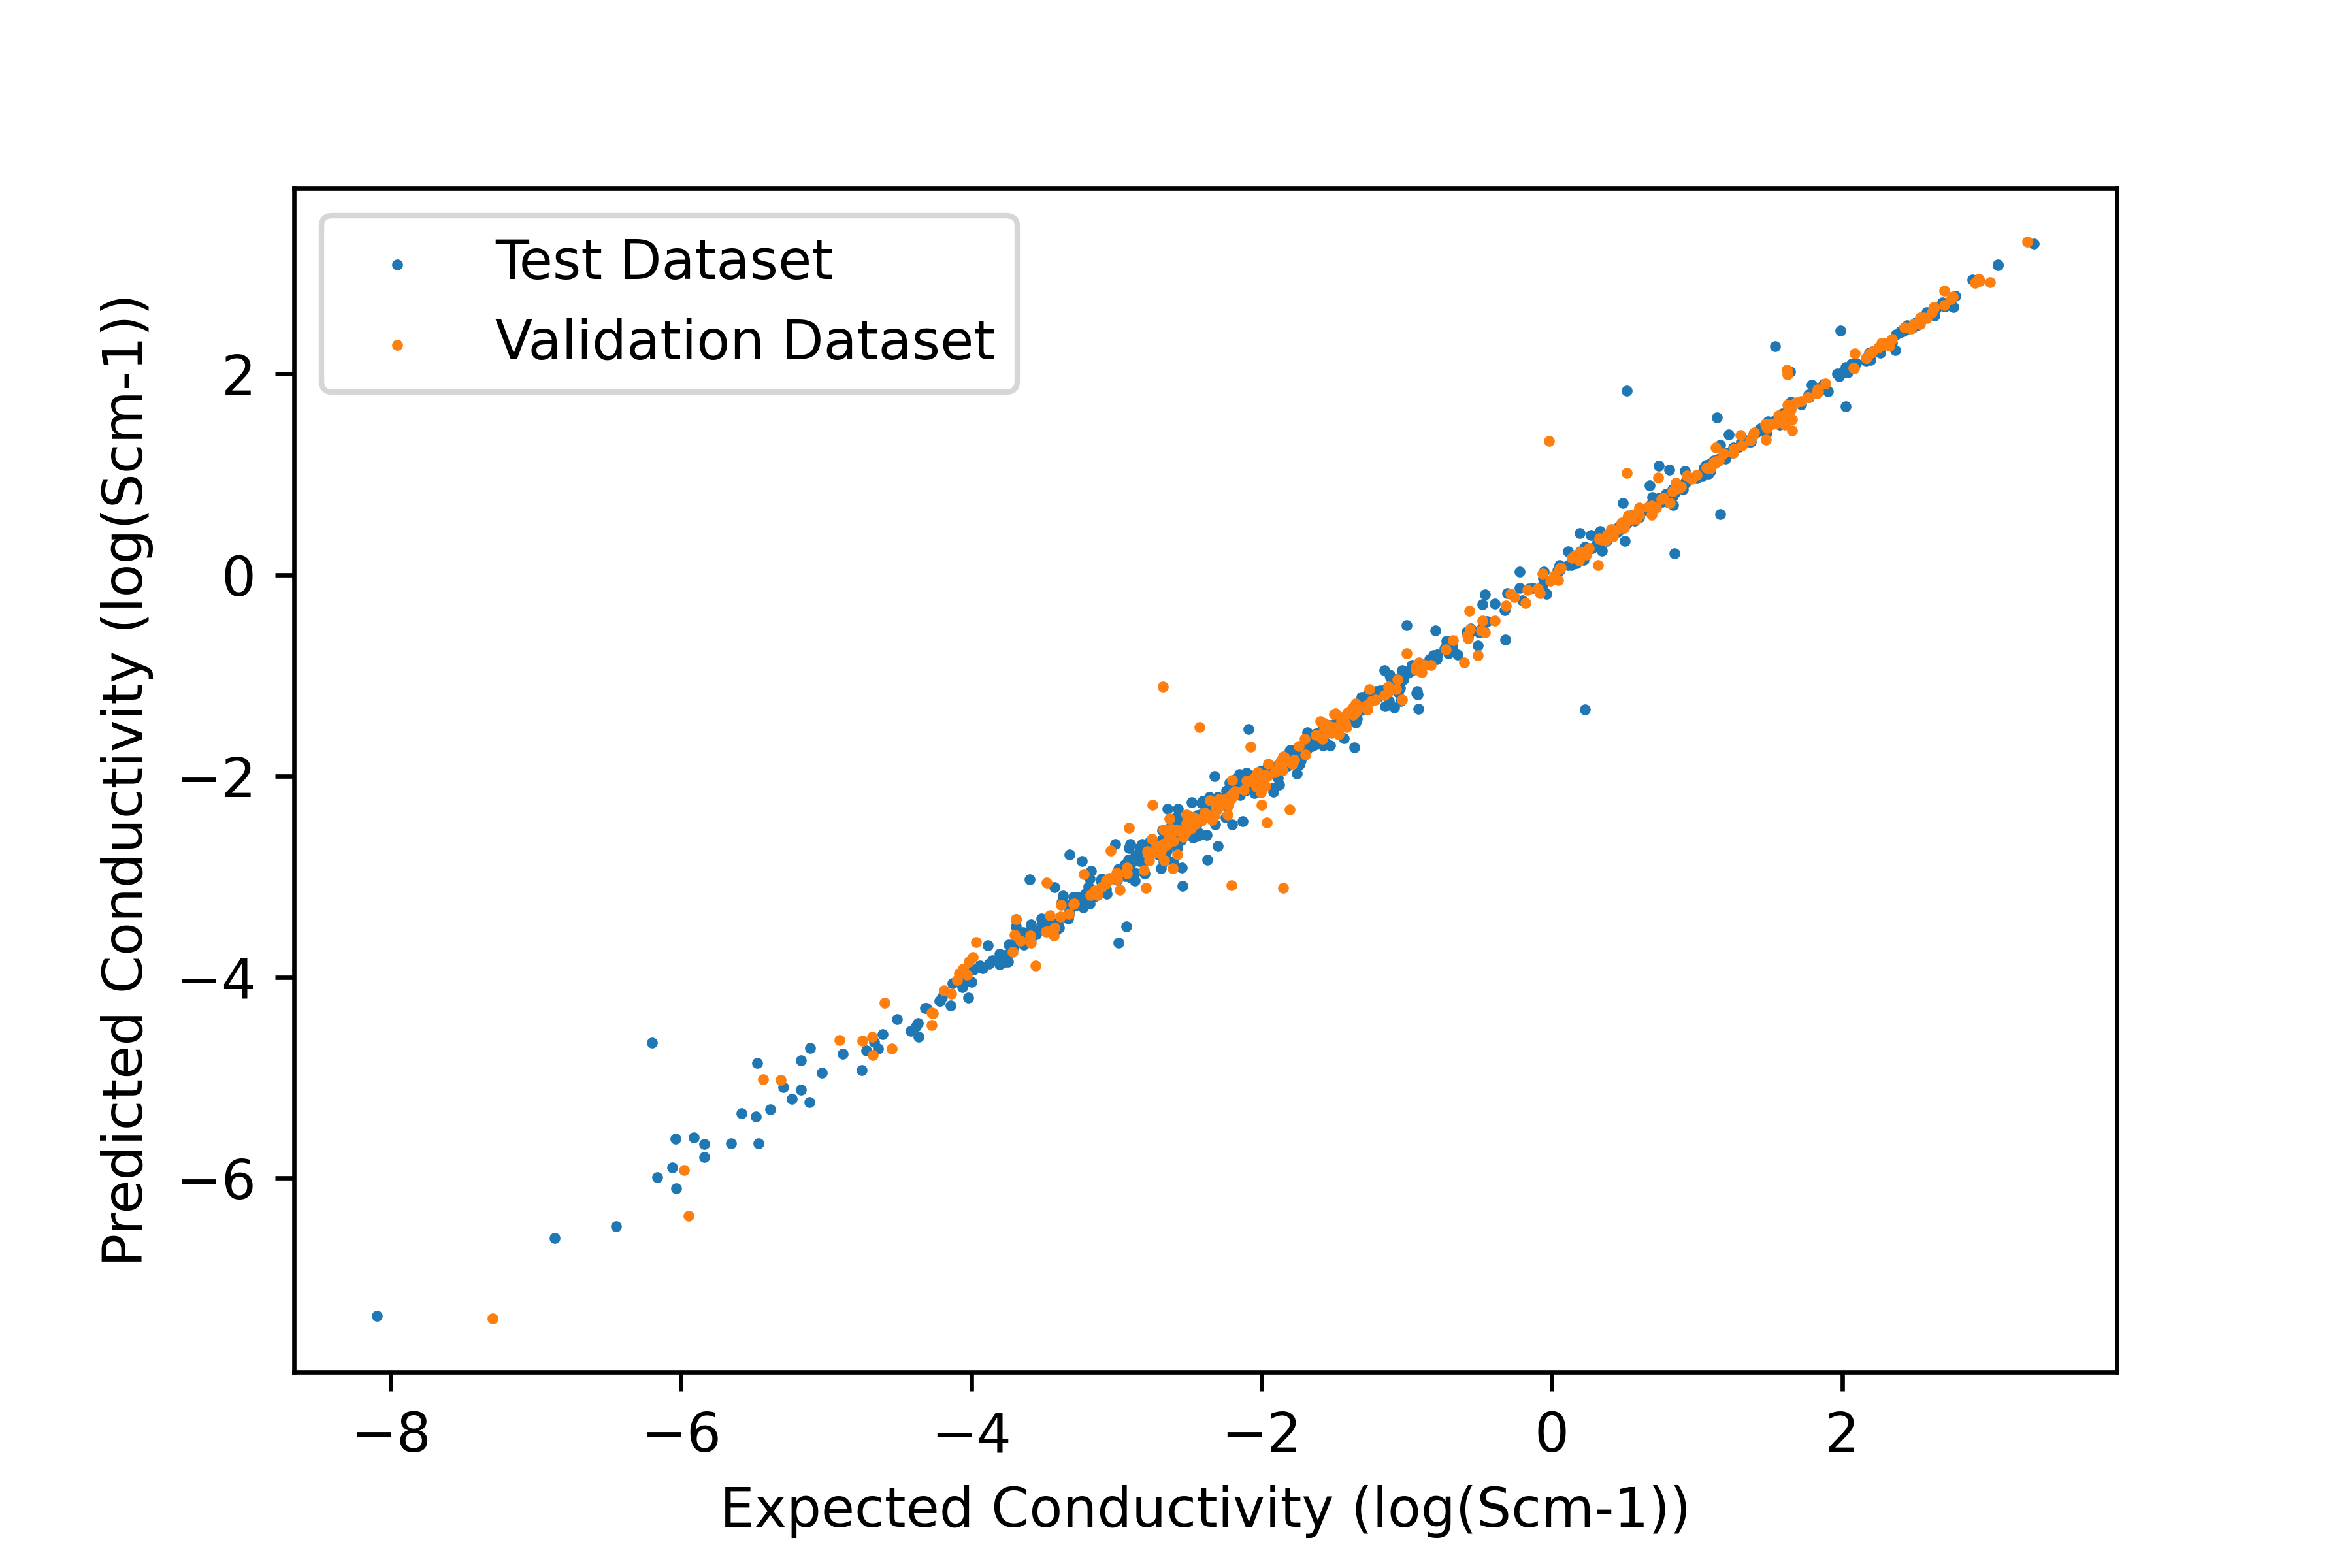 Test Dataset
Validation Dataset
Predicted Conductivity (log(Scm-1))
2
0
−2
−4
−6
−8
−6
−4
−2
0
2
Expected Conductivity (log(Scm-1))